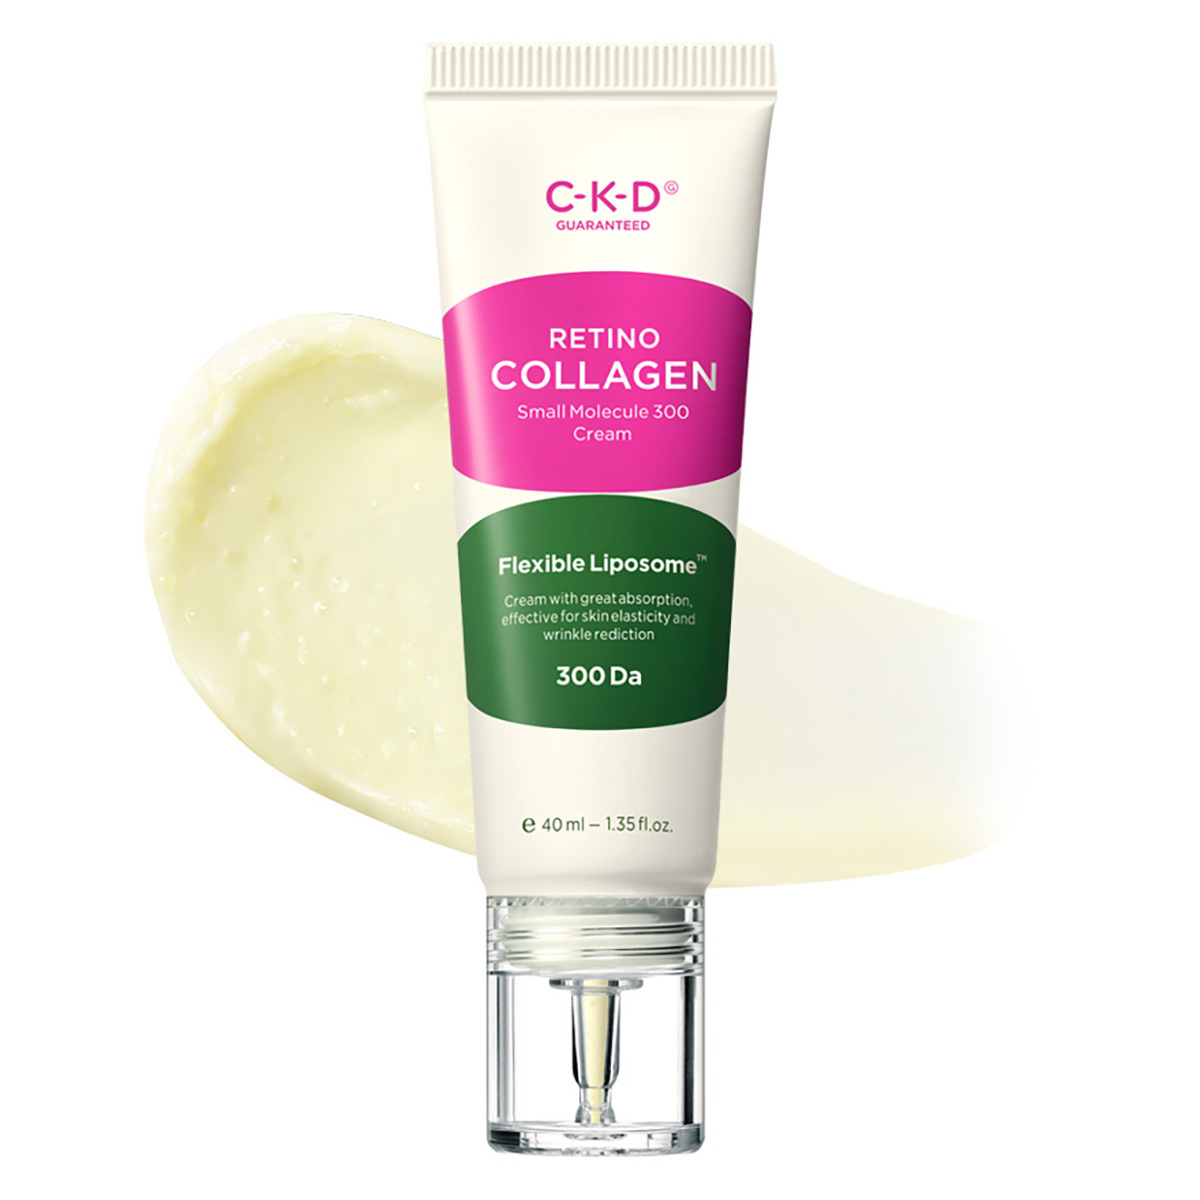 C-K-D G
GUARANTEED
RETINO
COLLAGEN
Small Molecule 300
Cream
Flexible Liposome™
Cream with great absorption,
effective for skin elasticity and
wrinkle rediction
300 Da
℮ 40 ml – 1.35 fl.oz.